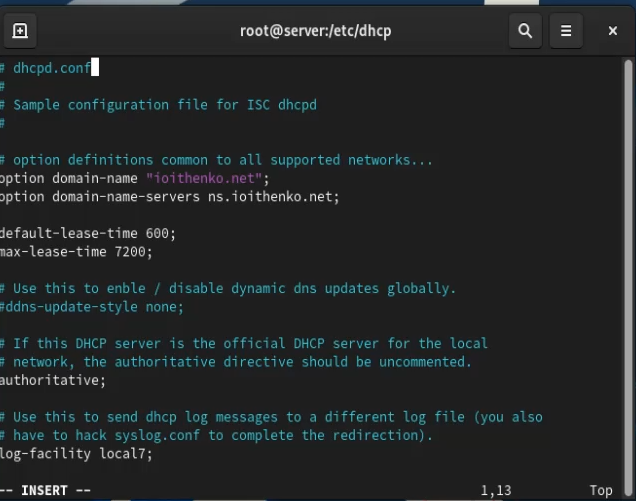 root@server:/etc/dhcp
# dhcpd.conf
#
# Sample configuration file for ISC dhcpd
#
# option definitions common to all supported networks...
option domain-name "ioithenko.net";
option domain-name-servers ns.ioithenko.net;
default-lease-time 600;
max-lease-time 7200;
# Use this to enble / disable dynamic dns updates globally.
#ddns-update-style none;
# If this DHCP server is the official DHCP server for the local
# network, the authoritative directive should be uncommented.
authoritative;
# Use this to send dhcp log messages to a different log file (you also
# have to hack syslog.conf to complete the redirection).
log-facility local7;
-- INSERT -- 1,13 Top